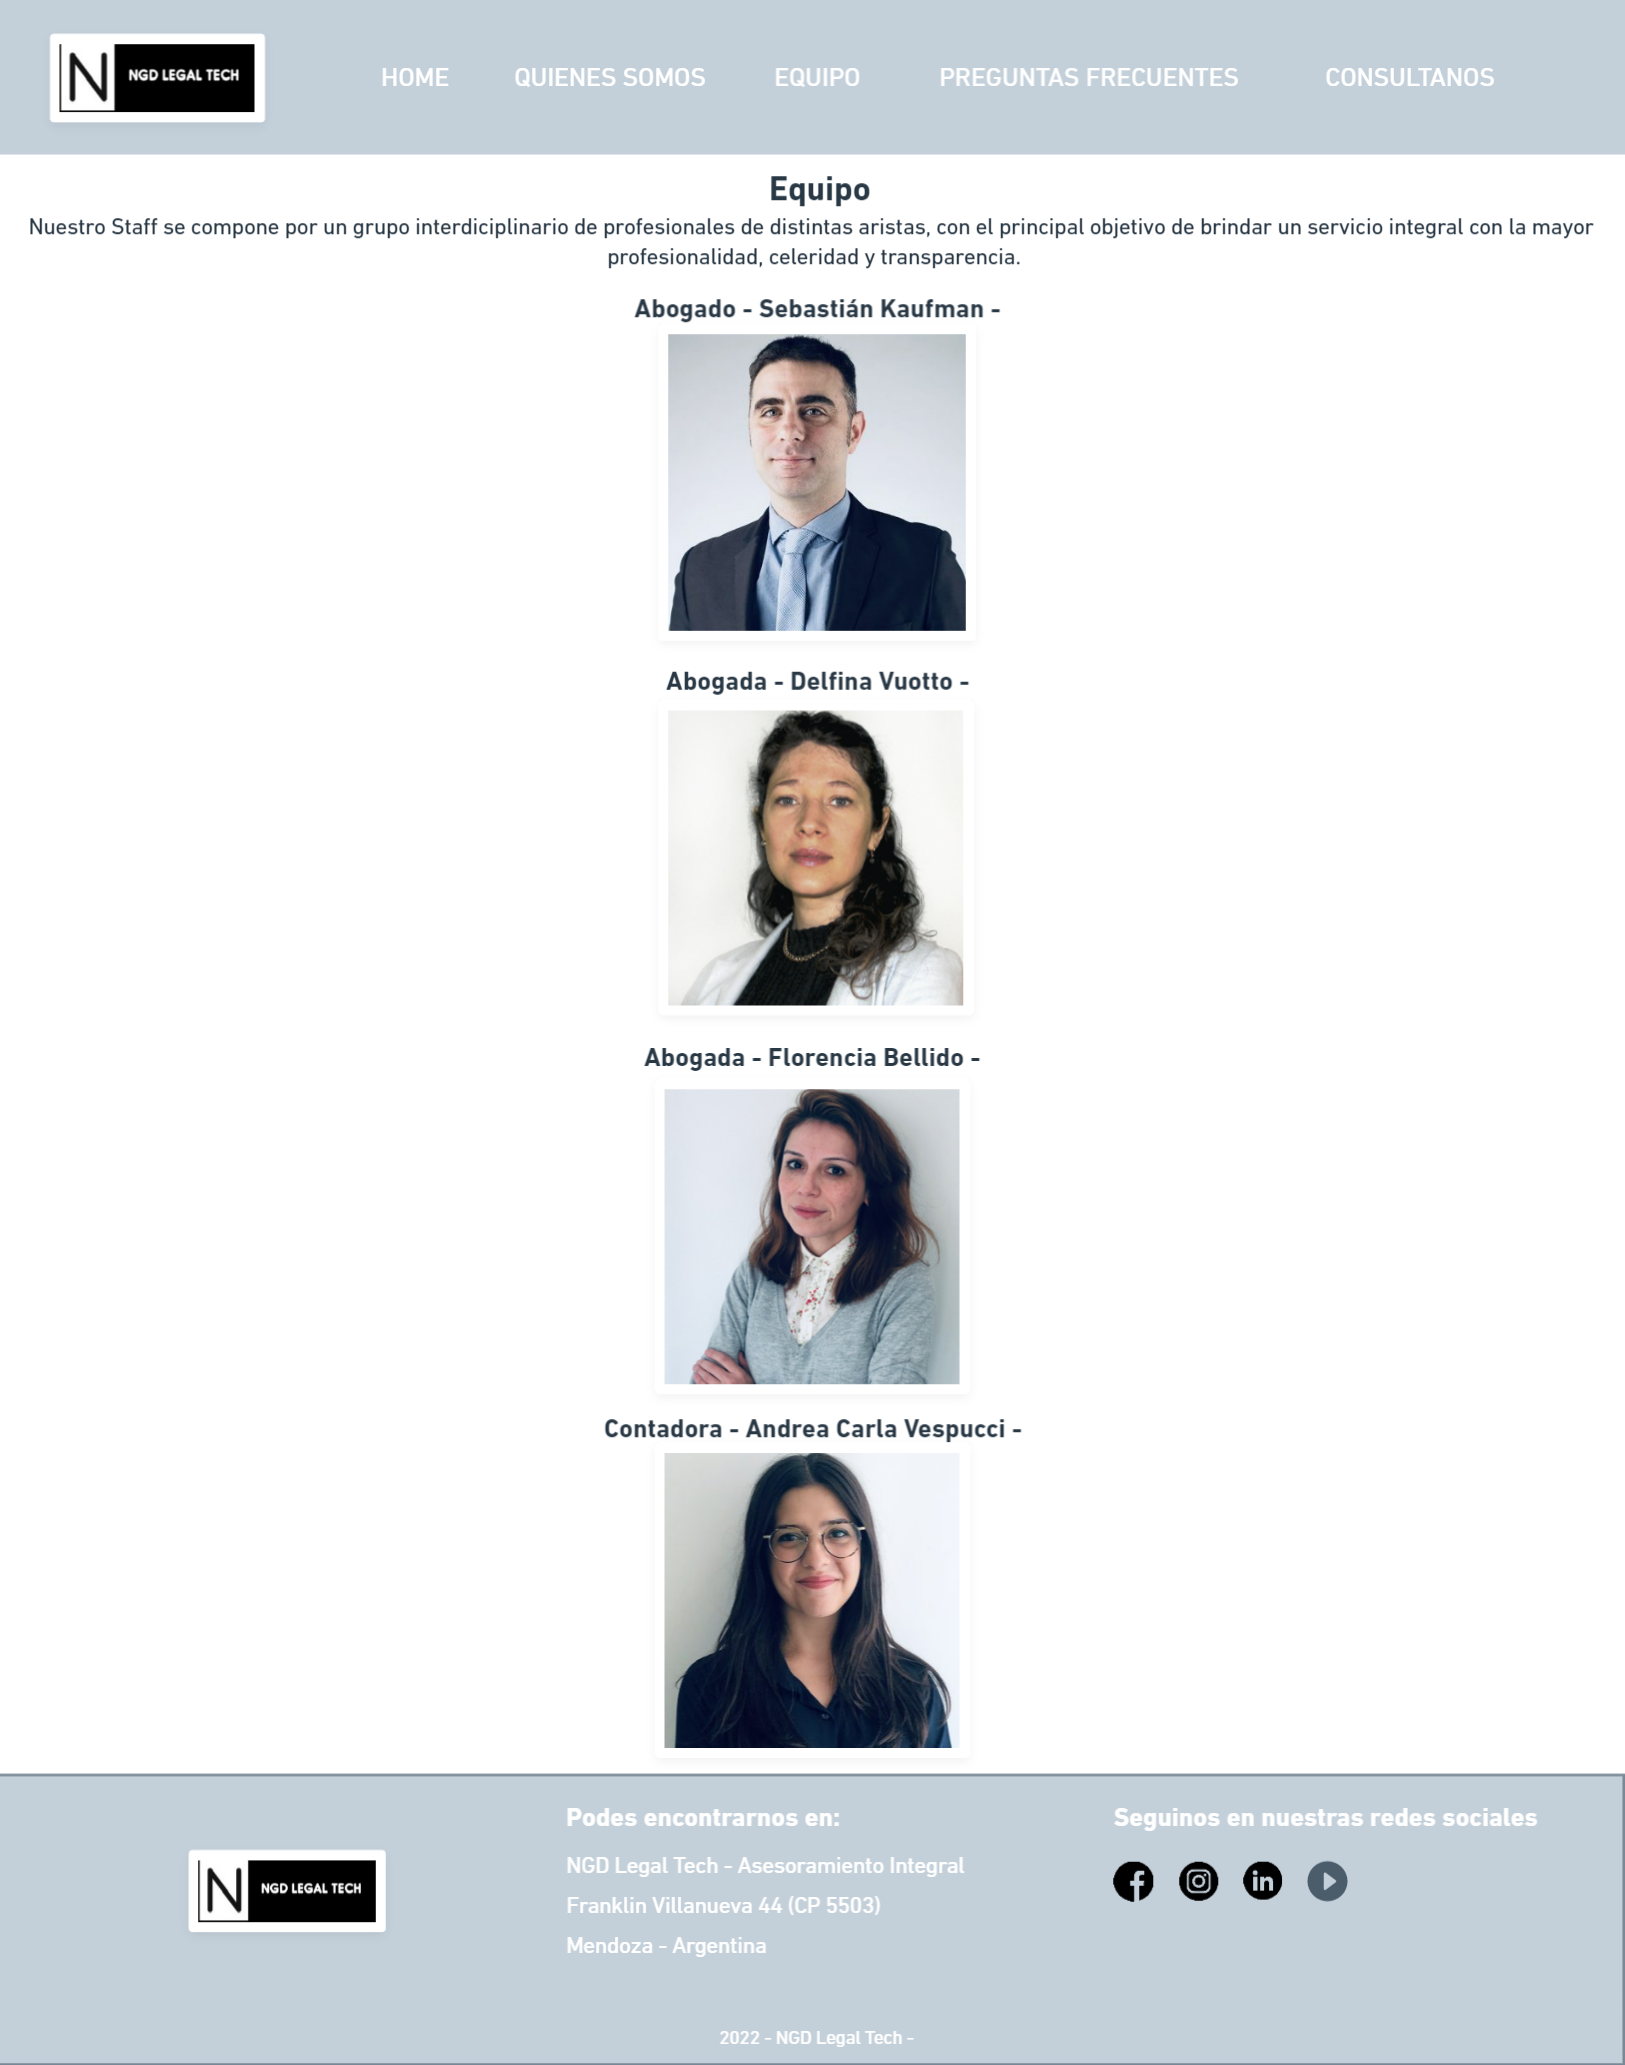 N NGD LEGAL TECH
HOME QUIENES SOMOS EQUIPO PREGUNTAS FRECUENTES CONSULTANOS
Equipo
Nuestro Staff se compone por un grupo interdiciplinario de profesionales de distintas aristas, con el principal objetivo de brindar un servicio integral con la mayor
profesionalidad, celeridad y transparencia.
Abogado - Sebastián Kaufman -
Abogada - Delfina Vuotto -
Abogada - Florencia Bellido -
Contadora - Andrea Carla Vespucci -
N NGD LEGAL TECH
Podes encontrarnos en:
NGD Legal Tech - Asesoramiento Integral
Franklin Villanueva 44 (CP 5503)
Mendoza - Argentina
Seguinos en nuestras redes sociales
2022 - NGD Legal Tech -